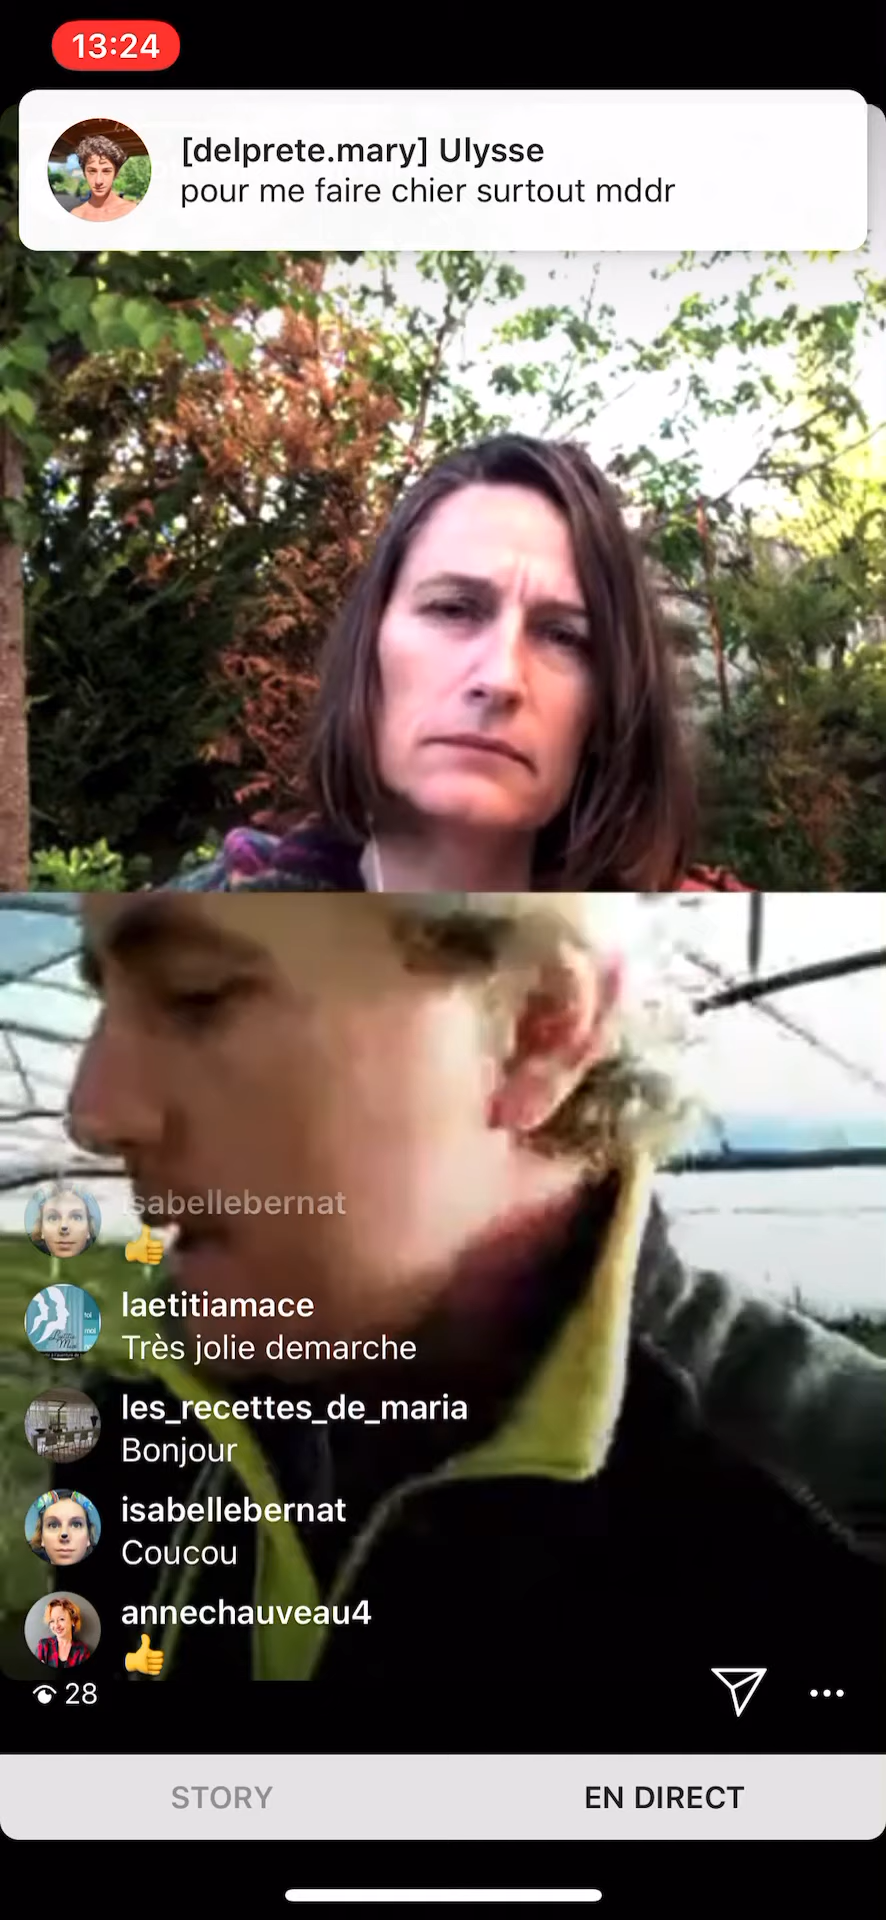 13:24
[delprete.mary] Ulysse
pour me faire chier surtout mddr
isabellebernat
👍
laetitiamace
Très jolie demarche
les_recettes_de_maria
Bonjour
isabellebernat
Coucou
annechauveau4
👍
28
STORY EN DIRECT